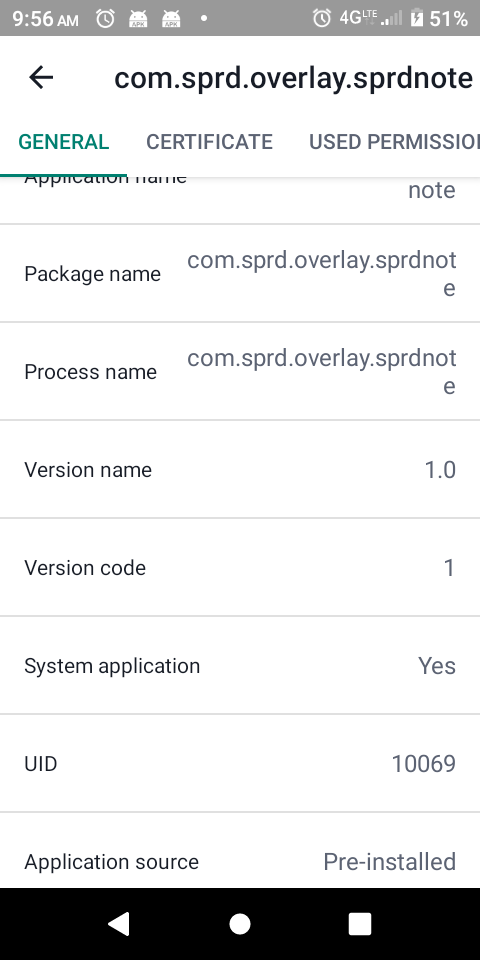 9:56 AM
4G LTE
51%
com.sprd.overlay.sprdnote
GENERAL CERTIFICATE USED PERMISSIO
Application name
note
Package name
com.sprd.overlay.sprdnot
e
Process name
com.sprd.overlay.sprdnot
e
Version name 1.0
Version code 1
System application Yes
UID 10069
Application source Pre-installed